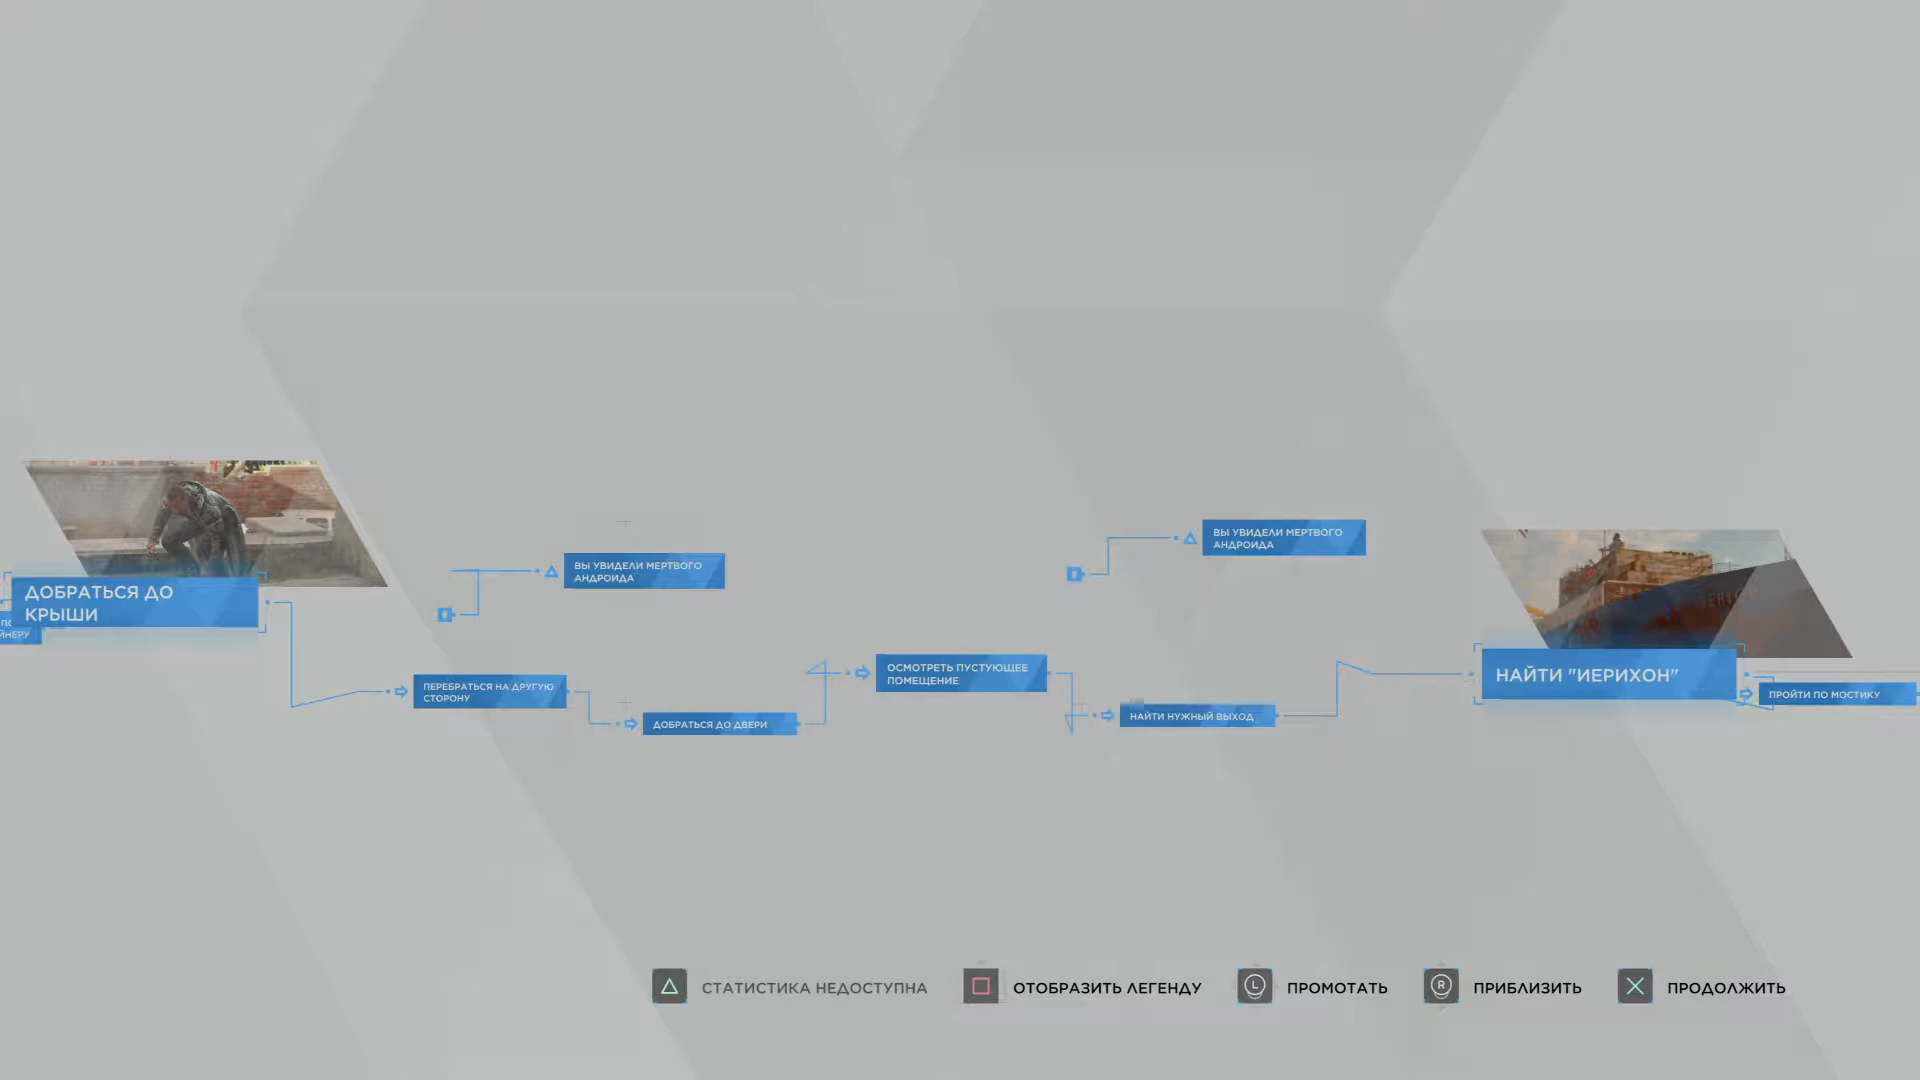 ДОБРАТЬСЯ ДО
КРЫШИ
ПЕРЕБРАТЬСЯ НА ДРУГУЮ
СТОРОНУ
ВЫ УВИДЕЛИ МЕРТВОГО
АНДРОИДА
ДОБРАТЬСЯ ДО ДВЕРИ
ОСМОТРЕТЬ ПУСТУЮЩЕЕ
ПОМЕЩЕНИЕ
ВЫ УВИДЕЛИ МЕРТВОГО
АНДРОИДА
НАЙТИ НУЖНЫЙ ВЫХОД
НАЙТИ "ИЕРИХОН"
ПРОЙТИ ПО МОСТИКУ
СТАТИСТИКА НЕДОСТУПНА
ОТОБРАЗИТЬ ЛЕГЕНДУ
L ПРОМОТАТЬ
R ПРИБЛИЗИТЬ
ПРОДОЛЖИТЬ